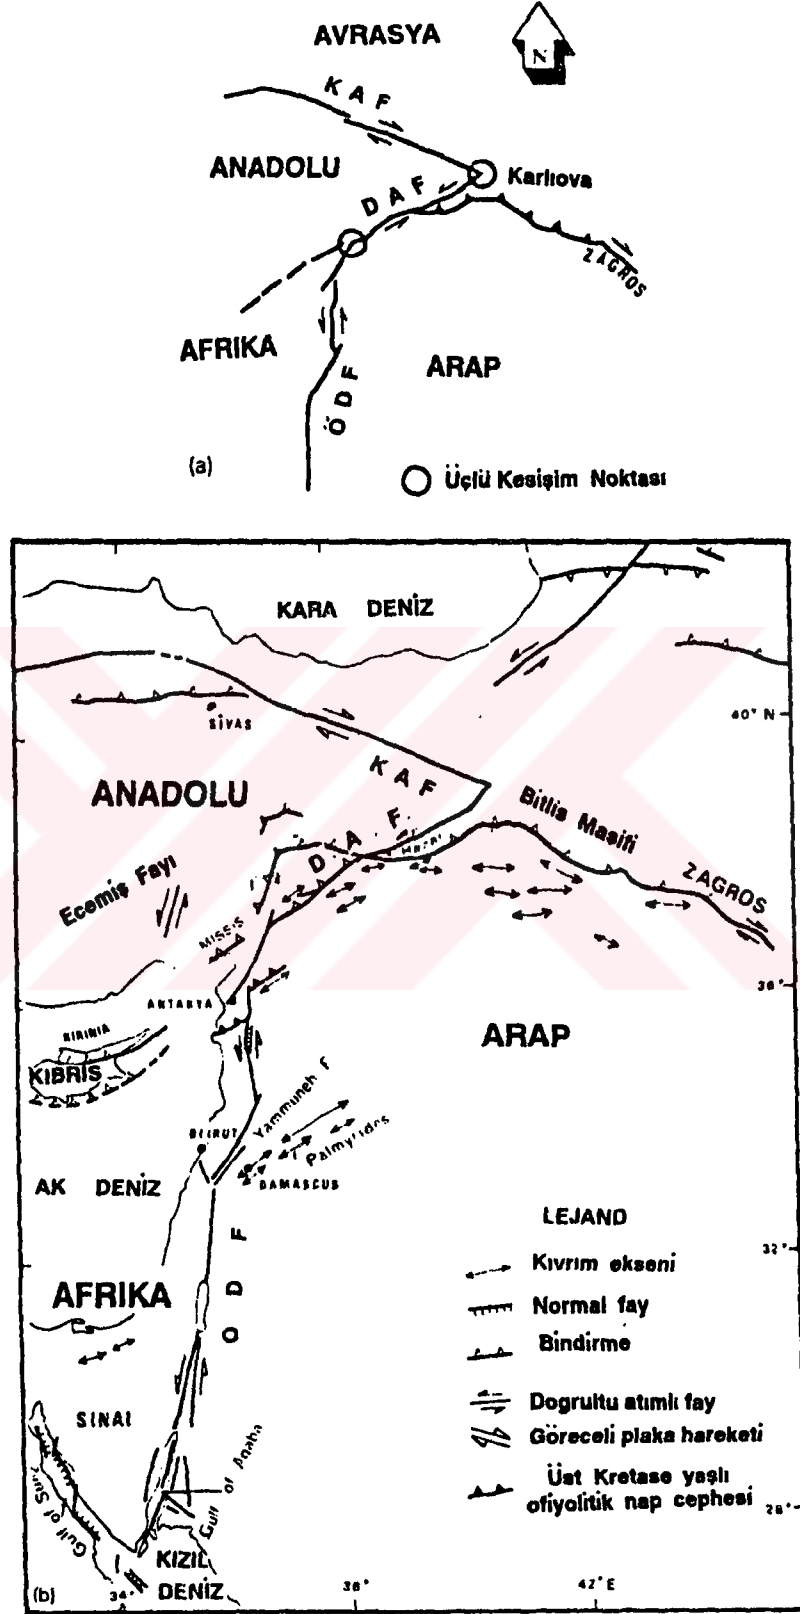 AVRASYA
N
KAF
ANADOLU
Karlıova
DAF
ZAGROS
AFRIKA
ARAP
ÖDF
(a)
Üçlü Kesişim Noktası
KARA DENİZ
SİVAS
40° N
KAF
ANADOLU
Bitlis Masifi
DAF
Ecemiş Fayı
ZAGROS
MISSIS
36°
ANTAKYA
ARAP
KIRINIA
KIBRIS
Yammuneh F
BEIRUT
Palmyrides
DAMASCUS
AK DENİZ
LEJAND
32°
ÖDF
Kıvrım ekseni
AFRIKA
Normal fay
Bindirme
Dogrultu atımlı fay
SINAI
Göreceli plaka hareketi
Gulf of Aqaba
Üst Kretase yaşlı
ofiyolitik nap cephesi
28°
Gulf of
KIZIL
DENİZ
(b)
34°
38°
42° E